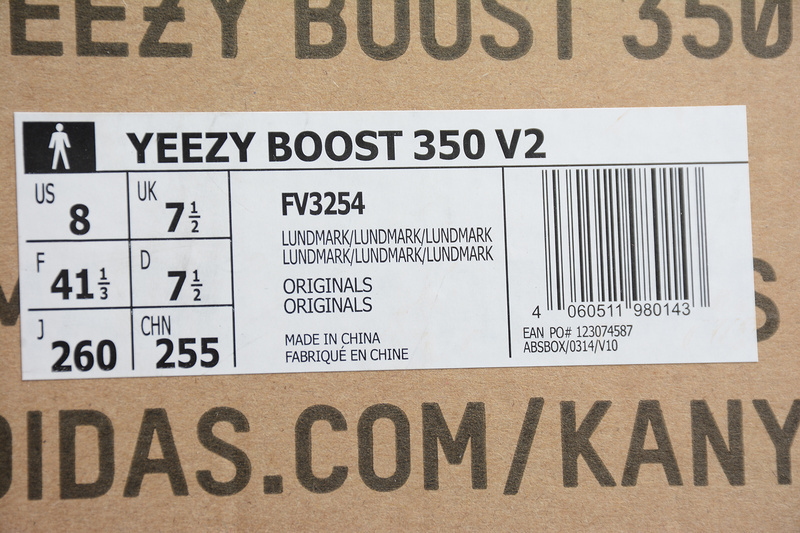 YEEZY BOOST 350
YEEZY BOOST 350 V2
US 8
UK 7 1/2
F 41 1/3
D 7 1/2
J 260
CHN 255
FV3254
LUNDMARK/LUNDMARK/LUNDMARK
LUNDMARK/LUNDMARK/LUNDMARK
ORIGINALS
ORIGINALS
MADE IN CHINA
FABRIQUÉ EN CHINE
4 060511 980143
EAN PO# 123074587
ABSBOX/0314/V10
DIDAS.COM/KANY